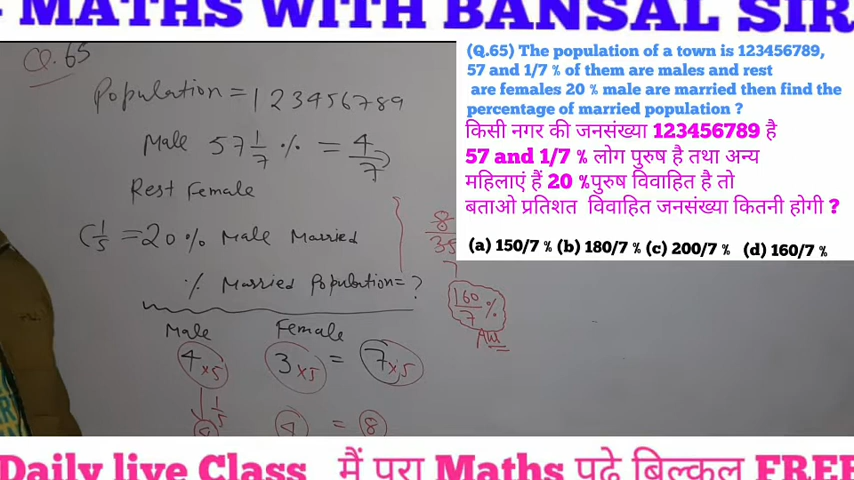 - MATHS WITH BANSAL SIR
Q.65
Population = 123456789
Male 57 1/7 % = 4/7
Rest Female
(1/5 = 20% Male Married
% Married Population = ?
Male Female
4 x5 3 x5 = 7 x5
1/5
4 = 8
8/35
160/7 %
Ans
(Q.65) The population of a town is 123456789,
57 and 1/7 % of them are males and rest
are females 20 % male are married then find the
percentage of married population ?
किसी नगर की जनसंख्या 123456789 है
57 and 1/7 % लोग पुरुष है तथा अन्य
महिलाएं हैं 20 %पुरुष विवाहित है तो
बताओ प्रतिशत विवाहित जनसंख्या कितनी होगी ?
(a) 150/7 % (b) 180/7 % (c) 200/7 % (d) 160/7 %
Daily live Class में पूरा Maths पढ़े बिल्कुल FREE